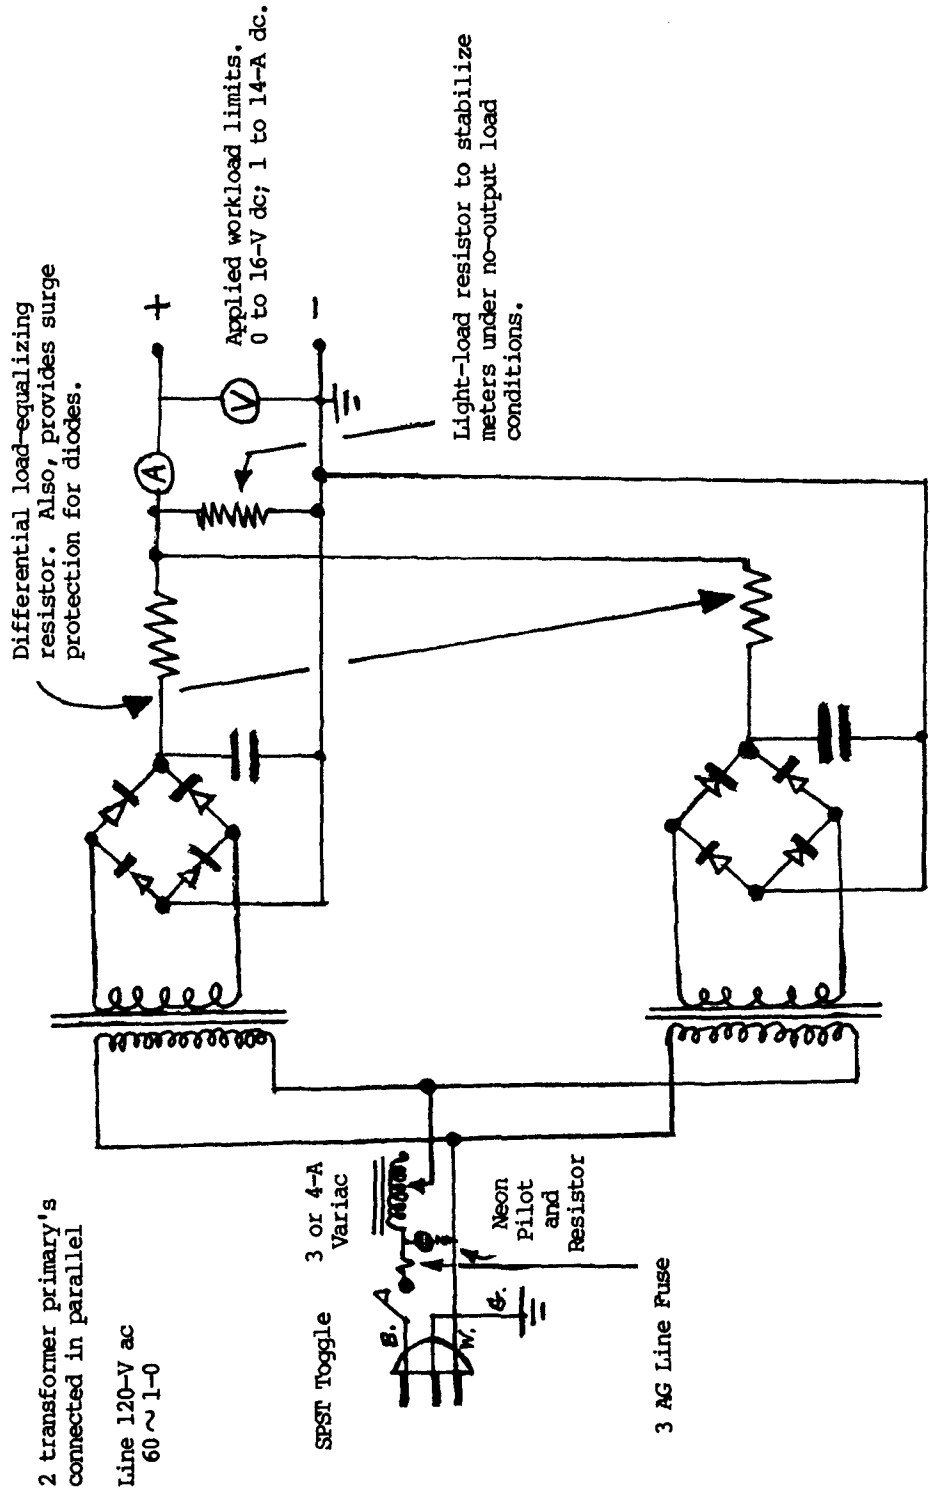 2 transformer primary's
connected in parallel
Line 120-V ac
60 ~ 1-0
SPST Toggle
3 or 4-A
Variac
B.
W.
G.
Neon
Pilot
and
Resistor
3 AG Line Fuse
Differential load-equalizing
resistor. Also, provides surge
protection for diodes.
A
V
+
-
Applied workload limits.
0 to 16-V dc; 1 to 14-A dc.
Light-load resistor to stabilize
meters under no-output load
conditions.